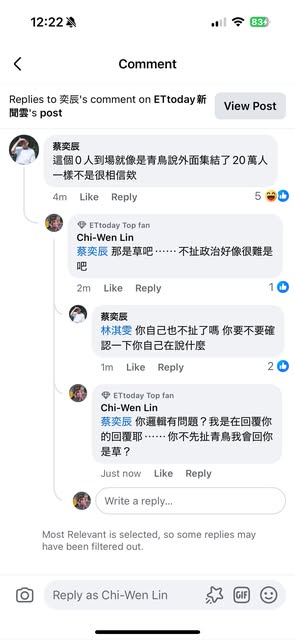 12:22
83
Comment
Replies to 奕辰's comment on ETtoday新
聞雲's post
View Post
蔡奕辰
這個0人到場就像是青鳥說外面集結了20萬人
一樣不是很相信欸
4m Like Reply 5
ETtoday Top fan
Chi-Wen Lin
蔡奕辰 那是草吧⋯⋯不扯政治好像很難是
吧
2m Like Reply 1
蔡奕辰
林淇雯 你自己也不扯了嗎 你要不要確
認一下你自己在說什麼
1m Like Reply 2
ETtoday Top fan
Chi-Wen Lin
蔡奕辰 你邏輯有問題？我是在回覆你
的回覆耶⋯⋯你不先扯青鳥我會回你
是草？
Just now Like Reply
Write a reply...
Most Relevant is selected, so some replies may
have been filtered out.
Reply as Chi-Wen Lin
GIF